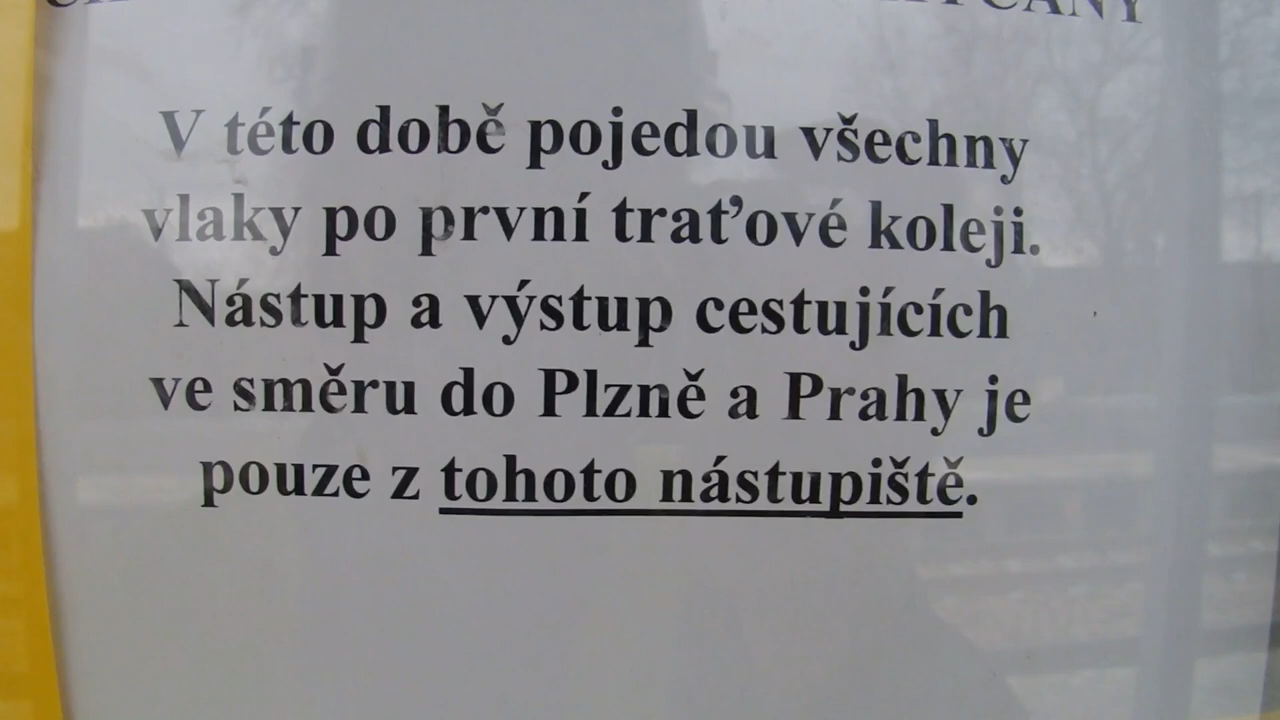 V této době pojedou všechny
vlaky po první traťové koleji.
Nástup a výstup cestujících
ve směru do Plzně a Prahy je
pouze z tohoto nástupiště.